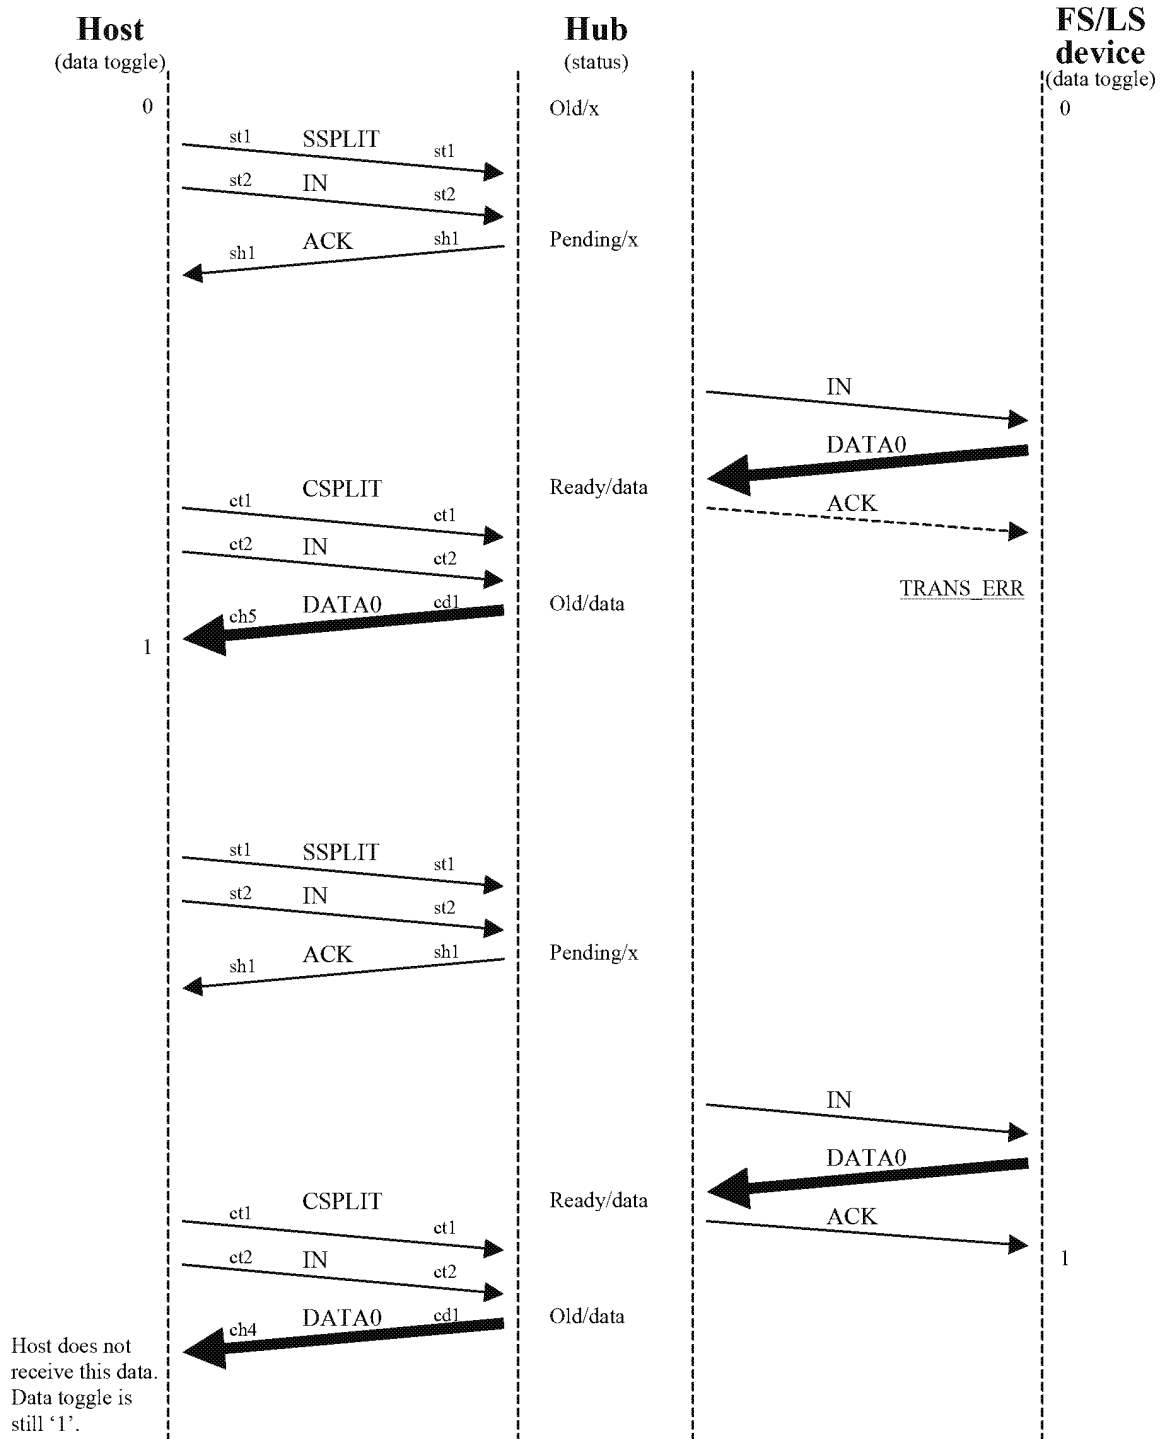 Host
(data toggle)
Hub
(status)
FS/LS
device
(data toggle)
0
Old/x
0
st1 SSPLIT st1
st2 IN st2
sh1 ACK sh1
Pending/x
IN
DATA0
ACK
TRANS_ERR
CSPLIT
ct1 ct1
Ready/data
ct2 IN ct2
ch5 DATA0 cd1
Old/data
1
st1 SSPLIT st1
st2 IN st2
sh1 ACK sh1
Pending/x
IN
DATA0
ACK
1
CSPLIT
ct1 ct1
Ready/data
ct2 IN ct2
ch4 DATA0 cd1
Old/data
Host does not
receive this data.
Data toggle is
still ‘1’.